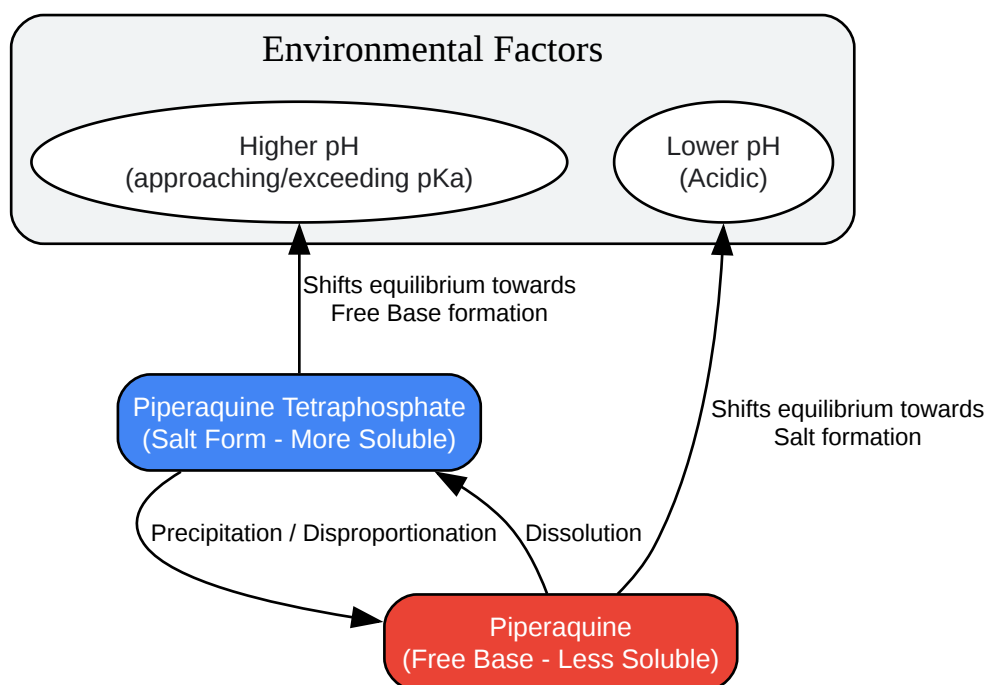 Environmental Factors
Higher pH
(approaching/exceeding pKa)
Lower pH
(Acidic)
Shifts equilibrium towards
Free Base formation
Piperaquine Tetraphosphate
(Salt Form - More Soluble)
Shifts equilibrium towards
Salt formation
Precipitation / Disproportionation
Dissolution
Piperaquine
(Free Base - Less Soluble)